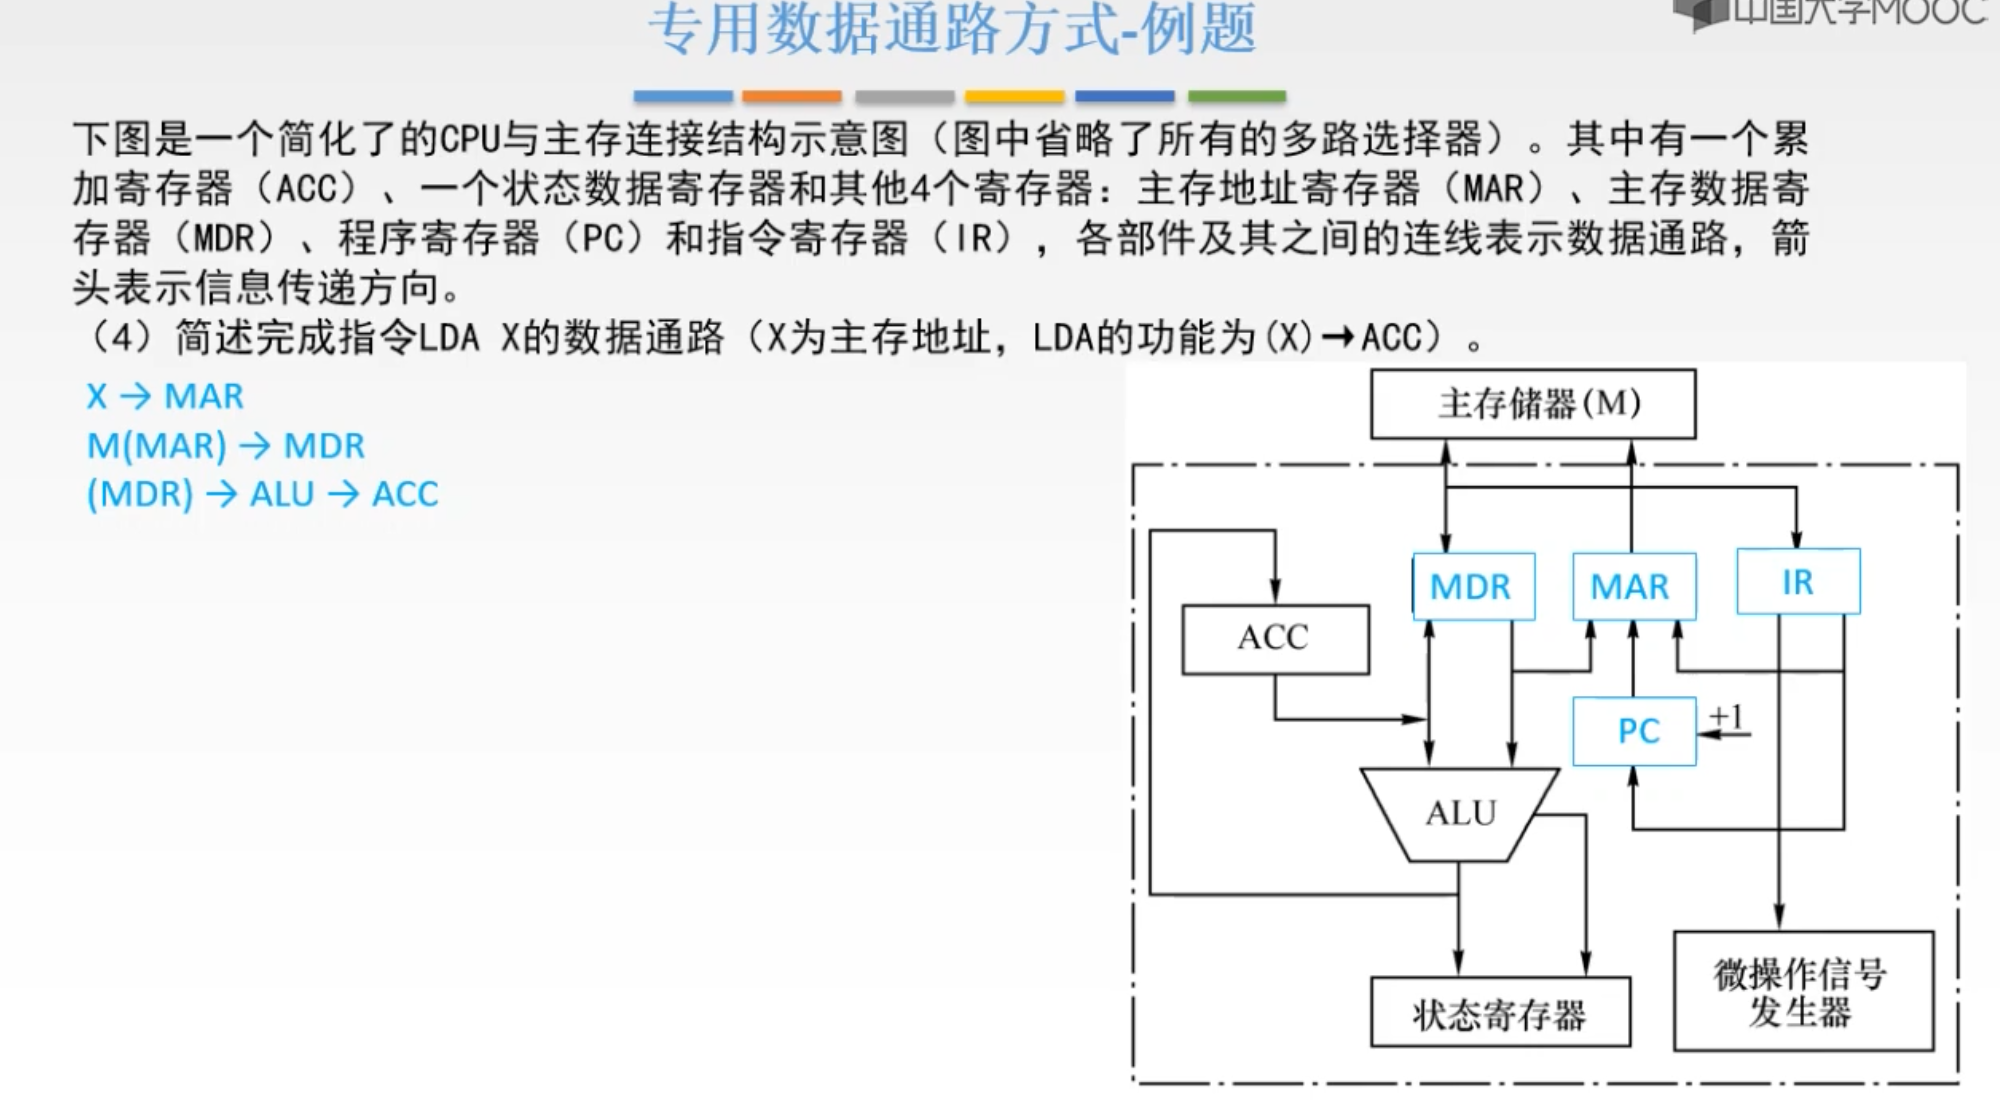 专用数据通路方式-例题
中国大学MOOC
下图是一个简化了的CPU与主存连接结构示意图（图中省略了所有的多路选择器）。其中有一个累
加寄存器（ACC）、一个状态数据寄存器和其他4个寄存器：主存地址寄存器（MAR）、主存数据寄
存器（MDR）、程序寄存器（PC）和指令寄存器（IR），各部件及其之间的连线表示数据通路，箭
头表示信息传递方向。
（4）简述完成指令LDA X的数据通路（X为主存地址，LDA的功能为(X)→ACC）。
X → MAR
M(MAR) → MDR
(MDR) → ALU → ACC
主存储器(M)
MDR
MAR
IR
ACC
PC
+1
ALU
状态寄存器
微操作信号
发生器